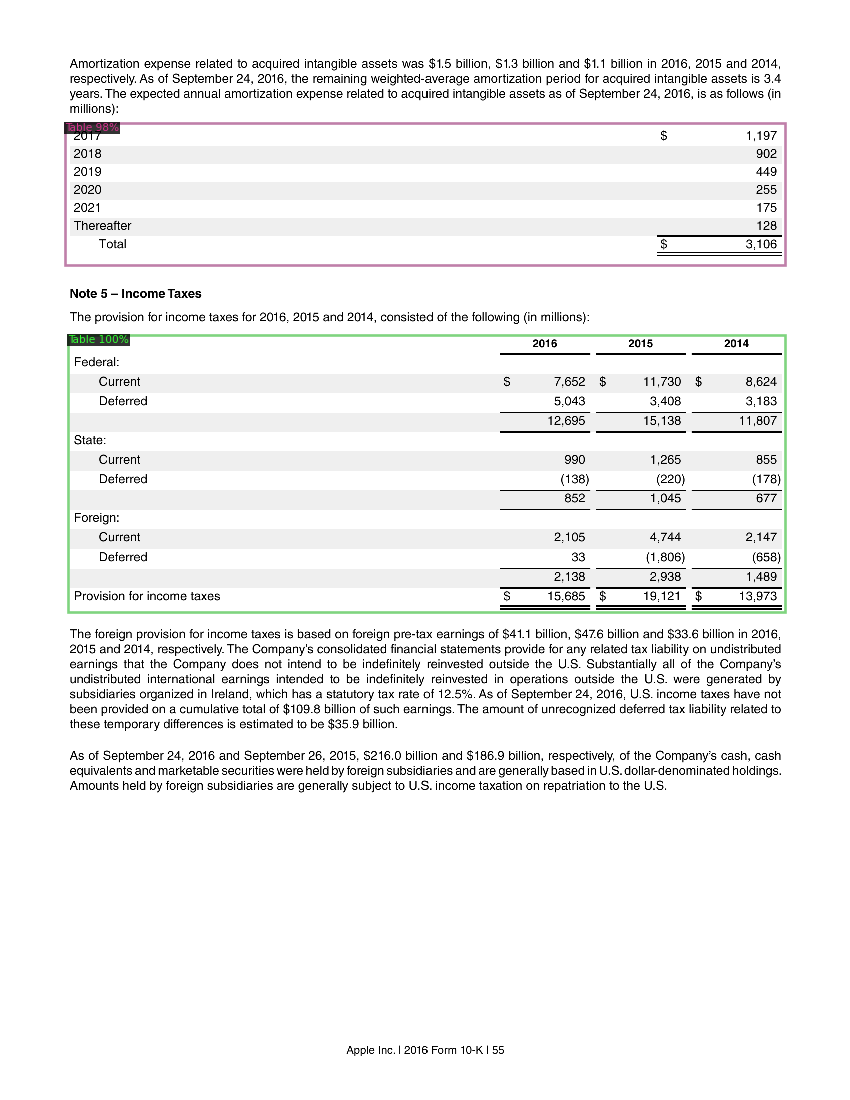 Amortization expense related to acquired intangible assets was $1.5 billion, $1.3 billion and $1.1 billion in 2016, 2015 and 2014,
respectively. As of September 24, 2016, the remaining weighted-average amortization period for acquired intangible assets is 3.4
years. The expected annual amortization expense related to acquired intangible assets as of September 24, 2016, is as follows (in
millions):
Table 98%
2017 $ 1,197
2018 902
2019 449
2020 255
2021 175
Thereafter 128
Total $ 3,106
Note 5 – Income Taxes
The provision for income taxes for 2016, 2015 and 2014, consisted of the following (in millions):
Table 100%
2016 2015 2014
Federal:
Current $ 7,652 $ 11,730 $ 8,624
Deferred 5,043 3,408 3,183
12,695 15,138 11,807
State:
Current 990 1,265 855
Deferred (138) (220) (178)
852 1,045 677
Foreign:
Current 2,105 4,744 2,147
Deferred 33 (1,806) (658)
2,138 2,938 1,489
Provision for income taxes $ 15,685 $ 19,121 $ 13,973
The foreign provision for income taxes is based on foreign pre-tax earnings of $41.1 billion, $47.6 billion and $33.6 billion in 2016,
2015 and 2014, respectively. The Company's consolidated financial statements provide for any related tax liability on undistributed
earnings that the Company does not intend to be indefinitely reinvested outside the U.S. Substantially all of the Company's
undistributed international earnings intended to be indefinitely reinvested in operations outside the U.S. were generated by
subsidiaries organized in Ireland, which has a statutory tax rate of 12.5%. As of September 24, 2016, U.S. income taxes have not
been provided on a cumulative total of $109.8 billion of such earnings. The amount of unrecognized deferred tax liability related to
these temporary differences is estimated to be $35.9 billion.
As of September 24, 2016 and September 26, 2015, $216.0 billion and $186.9 billion, respectively, of the Company's cash, cash
equivalents and marketable securities were held by foreign subsidiaries and are generally based in U.S. dollar-denominated holdings.
Amounts held by foreign subsidiaries are generally subject to U.S. income taxation on repatriation to the U.S.
Apple Inc. | 2016 Form 10-K | 55